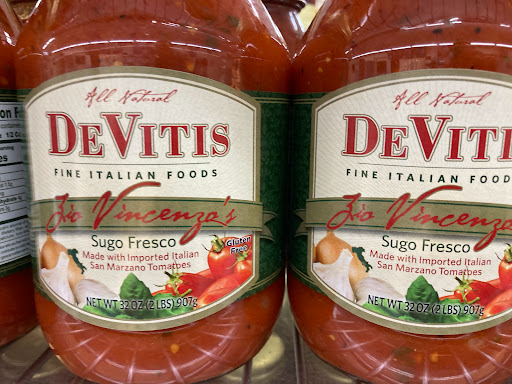 All Natural
DEVITIS
FINE ITALIAN FOODS
Zio Vincenzo's
Sugo Fresco
Made with Imported Italian
San Marzano Tomatoes
Gluten
Free
NET WT 32 OZ (2 LBS) 907g
All Natural
DEVITI
FINE ITALIAN FOOD
Zio Vincenzo's
Sugo Fresco
Made with Imported Italian
San Marzano Tomatoes
NET WT 32 OZ (2 LBS) 907g